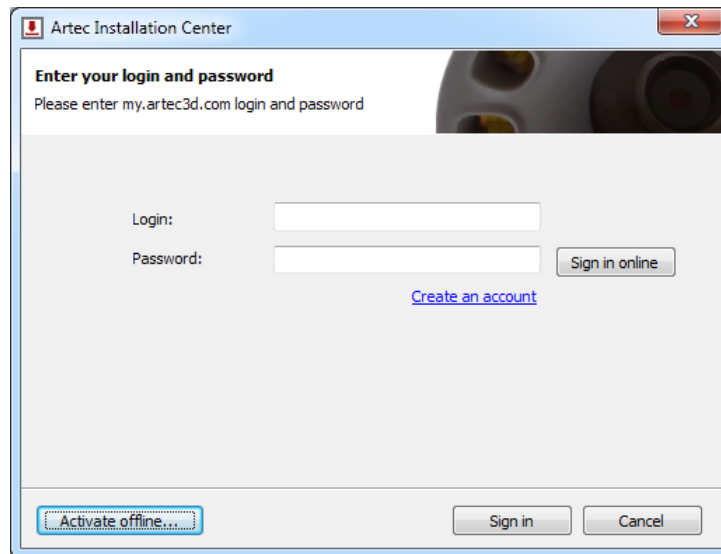 Artec Installation Center
Enter your login and password
Please enter my.artec3d.com login and password
Login:
Password:
Sign in online
Create an account
Activate offline...
Sign in
Cancel